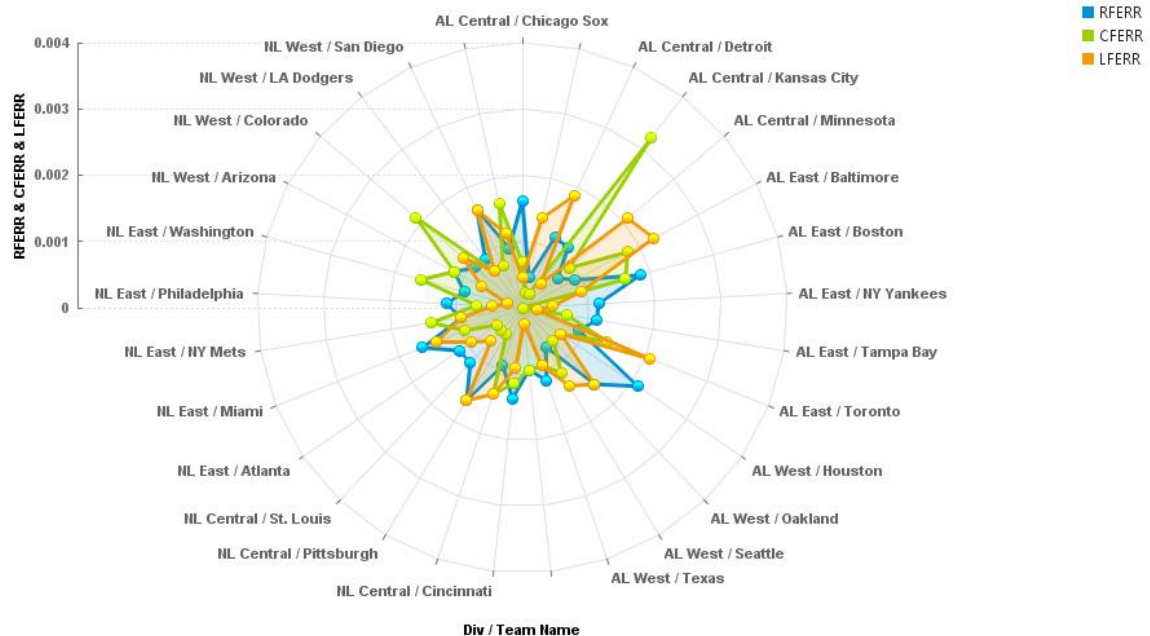 RFERR
CFERR
LFERR
RFERR & CFERR & LFERR
0.004
0.003
0.002
0.001
0
AL Central / Chicago Sox
AL Central / Detroit
AL Central / Kansas City
AL Central / Minnesota
AL East / Baltimore
AL East / Boston
AL East / NY Yankees
AL East / Tampa Bay
AL East / Toronto
AL West / Houston
AL West / Oakland
AL West / Seattle
AL West / Texas
NL Central / Cincinnati
NL Central / Pittsburgh
NL Central / St. Louis
NL East / Atlanta
NL East / Miami
NL East / NY Mets
NL East / Philadelphia
NL East / Washington
NL West / Arizona
NL West / Colorado
NL West / LA Dodgers
NL West / San Diego
Div / Team Name